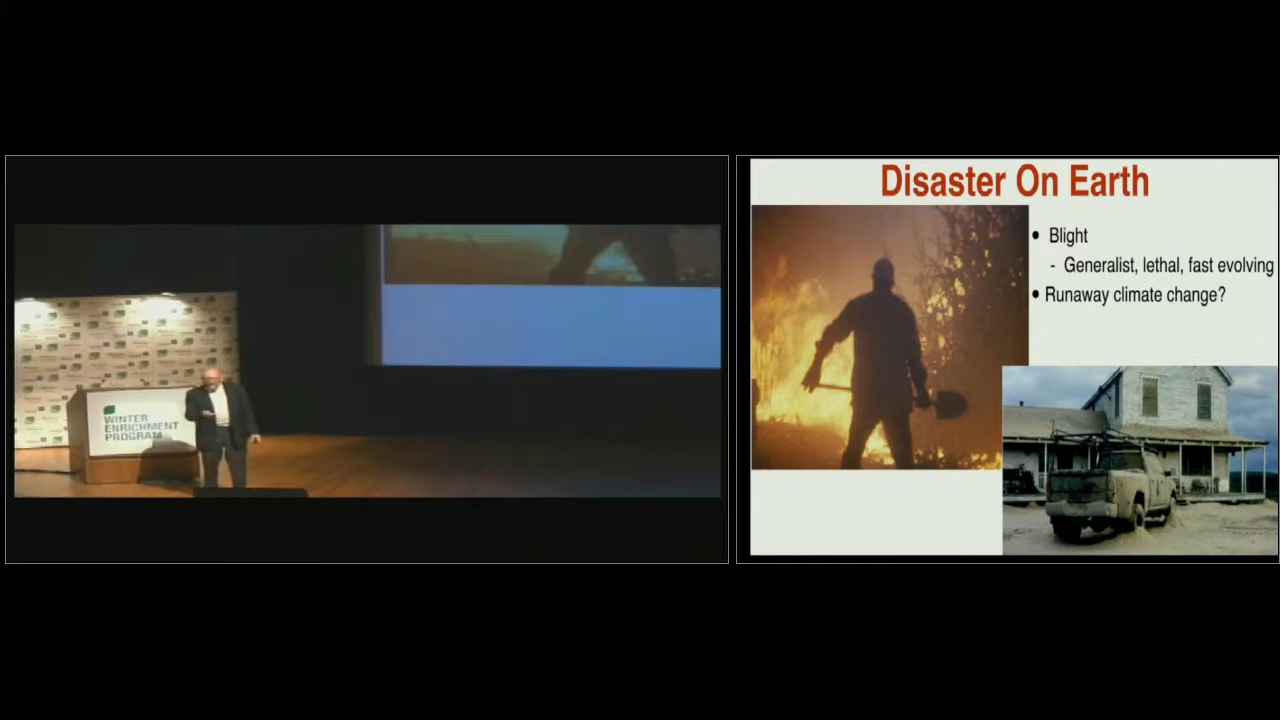 WINTER
ENRICHMENT
PROGRAM
Disaster On Earth
• Blight
- Generalist, lethal, fast evolving
• Runaway climate change?